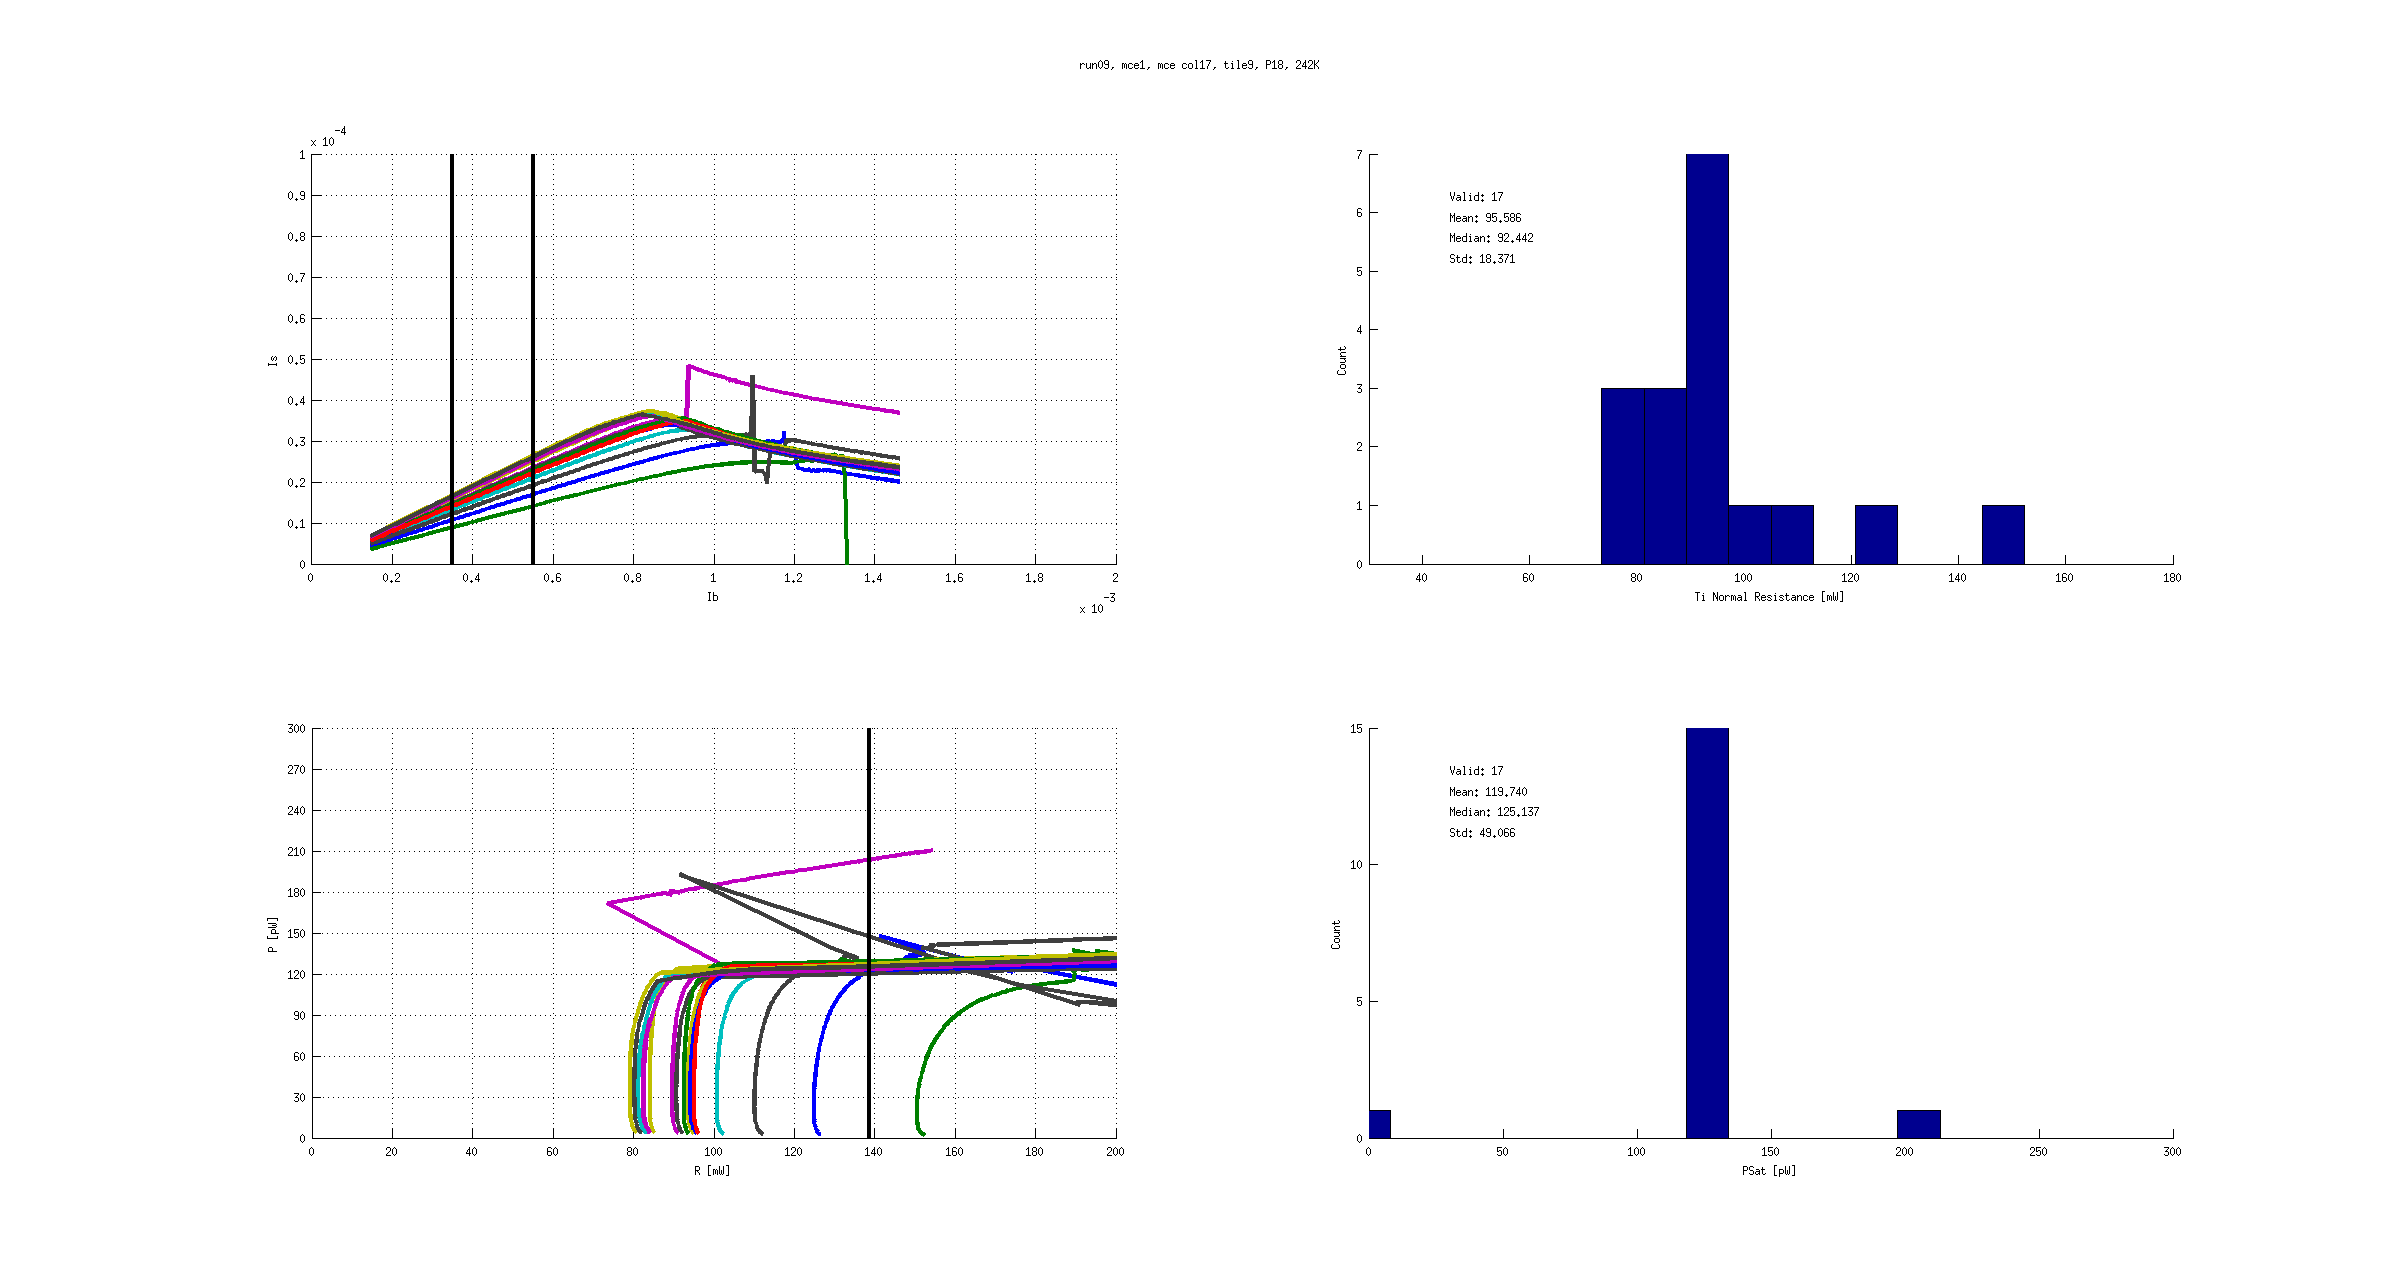 run09, mce1, mce col17, tile9, P18, 242K
x 10^-4
1
0.9
0.8
0.7
0.6
0.5
0.4
0.3
0.2
0.1
0
Is
0 0.2 0.4 0.6 0.8 1 1.2 1.4 1.6 1.8 2
Ib
x 10^-3
7
6
5
4
3
2
1
0
Count
Valid: 17
Mean: 95.586
Median: 92.442
Std: 18.371
40 60 80 100 120 140 160 180
Ti Normal Resistance [mW]
300
270
240
210
180
150
120
90
60
30
0
P [pW]
0 20 40 60 80 100 120 140 160 180 200
R [mW]
15
10
5
0
Count
Valid: 17
Mean: 119.740
Median: 125.137
Std: 49.066
0 50 100 150 200 250 300
PSat [pW]